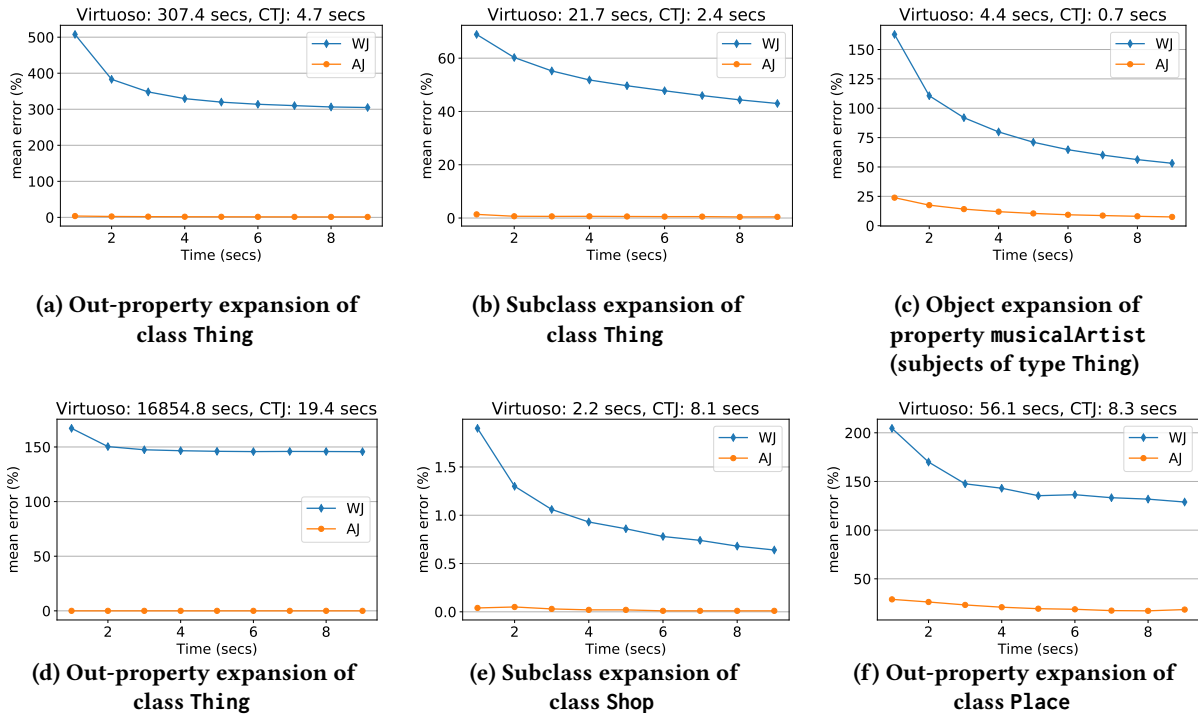 Virtuoso: 307.4 secs, CTJ: 4.7 secs
500
400
300
200
100
0
mean error (%)
WJ
AJ
2 4 6 8
Time (secs)
(a) Out-property expansion of
class Thing
Virtuoso: 21.7 secs, CTJ: 2.4 secs
60
40
20
0
mean error (%)
WJ
AJ
2 4 6 8
Time (secs)
(b) Subclass expansion of
class Thing
Virtuoso: 4.4 secs, CTJ: 0.7 secs
150
125
100
75
50
25
0
mean error (%)
WJ
AJ
2 4 6 8
Time (secs)
(c) Object expansion of
property musicalArtist
(subjects of type Thing)
Virtuoso: 16854.8 secs, CTJ: 19.4 secs
150
100
50
0
mean error (%)
WJ
AJ
2 4 6 8
Time (secs)
(d) Out-property expansion of
class Thing
Virtuoso: 2.2 secs, CTJ: 8.1 secs
1.5
1.0
0.5
0.0
mean error (%)
WJ
AJ
2 4 6 8
Time (secs)
(e) Subclass expansion of
class Shop
Virtuoso: 56.1 secs, CTJ: 8.3 secs
200
150
100
50
mean error (%)
WJ
AJ
2 4 6 8
Time (secs)
(f) Out-property expansion of
class Place